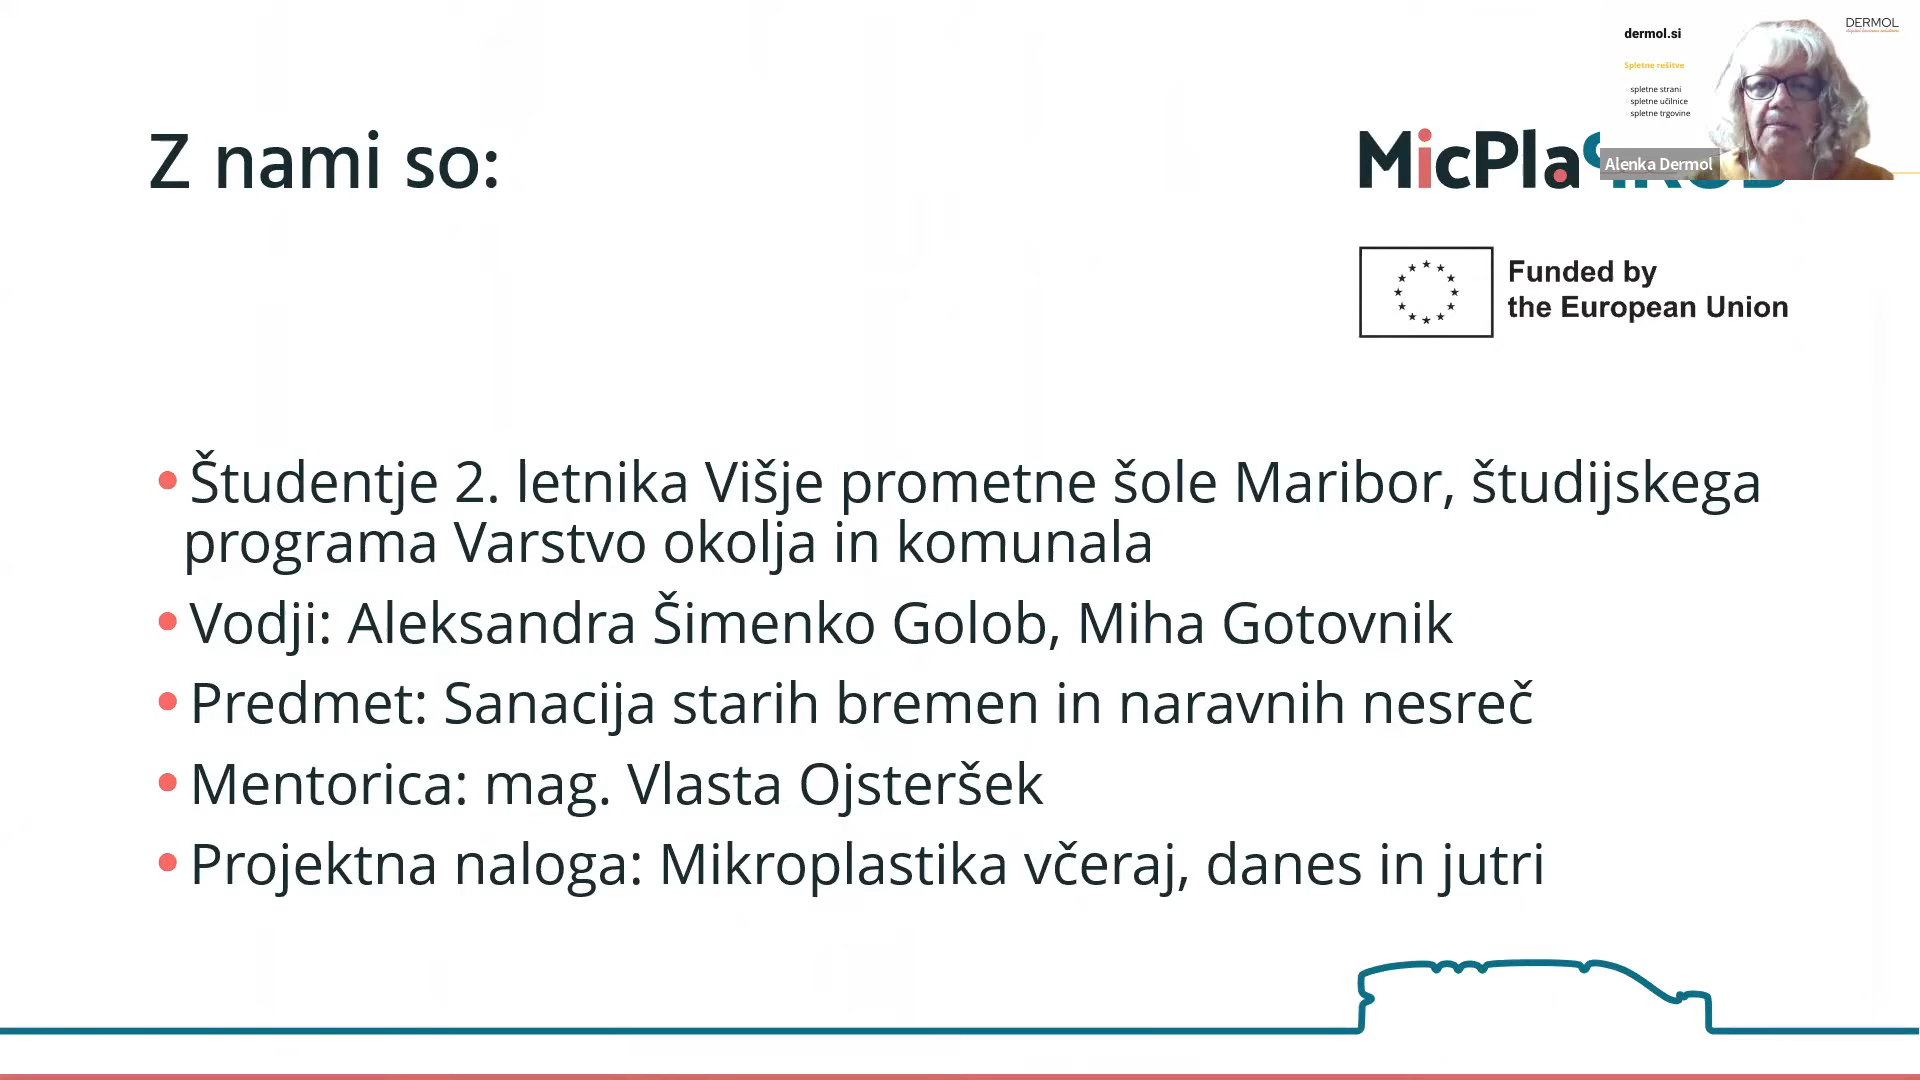 dermol.si
DERMOL
Spletne rešitve
spletne strani
spletne učilnice
spletne trgovine
Alenka Dermol
Z nami so:
MicPla
Funded by
the European Union
• Študentje 2. letnika Višje prometne šole Maribor, študijskega
programa Varstvo okolja in komunala
• Vodji: Aleksandra Šimenko Golob, Miha Gotovnik
• Predmet: Sanacija starih bremen in naravnih nesreč
• Mentorica: mag. Vlasta Ojsteršek
• Projektna naloga: Mikroplastika včeraj, danes in jutri